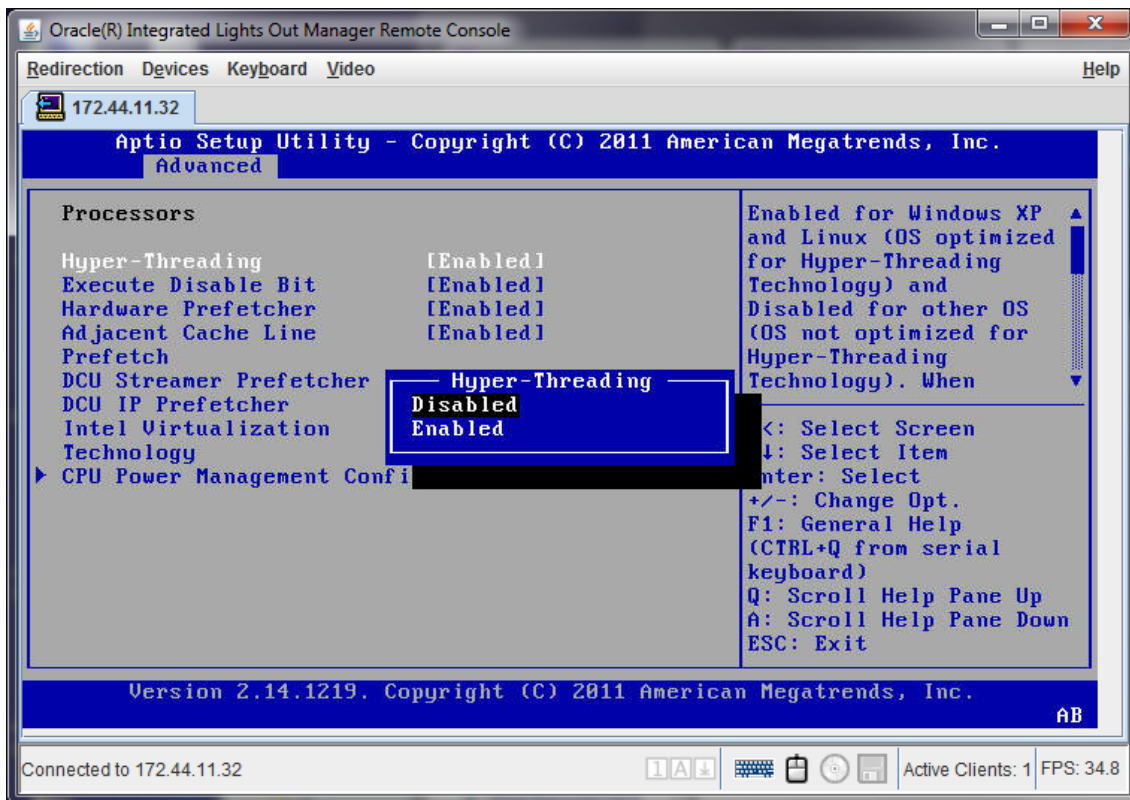 Oracle(R) Integrated Lights Out Manager Remote Console
Redirection Devices Keyboard Video Help
172.44.11.32
Aptio Setup Utility - Copyright (C) 2011 American Megatrends, Inc.
Advanced
Processors
Hyper-Threading [Enabled]
Execute Disable Bit [Enabled]
Hardware Prefetcher [Enabled]
Adjacent Cache Line [Enabled]
Prefetch
DCU Streamer Prefetcher
DCU IP Prefetcher
Intel Virtualization
Technology
CPU Power Management Confi
Hyper-Threading
Disabled
Enabled
Enabled for Windows XP
and Linux (OS optimized
for Hyper-Threading
Technology) and
Disabled for other OS
(OS not optimized for
Hyper-Threading
Technology). When
<: Select Screen
↓: Select Item
nter: Select
+/-: Change Opt.
F1: General Help
(CTRL+Q from serial
keyboard)
Q: Scroll Help Pane Up
A: Scroll Help Pane Down
ESC: Exit
Version 2.14.1219. Copyright (C) 2011 American Megatrends, Inc.
AB
Connected to 172.44.11.32 1 A Active Clients: 1 FPS: 34.8